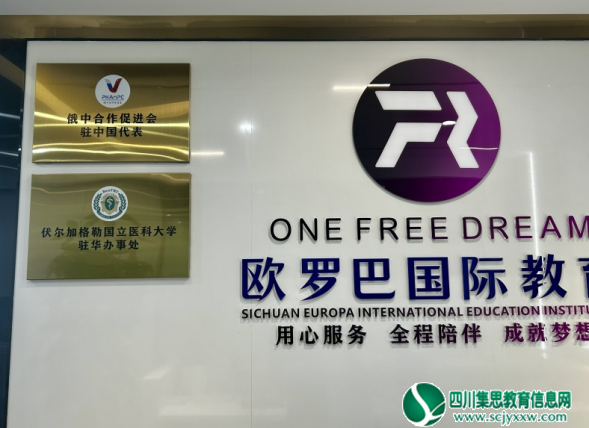 俄中合作促进会
驻中国代表
伏尔加格勒国立医科大学
驻华办事处
ONE FREE DREAM
欧罗巴国际教育
SICHUAN EUROPA INTERNATIONAL EDUCATION
用心服务 全程陪伴 成就梦想
四川集思教育信息网
www.scjyxxw.com